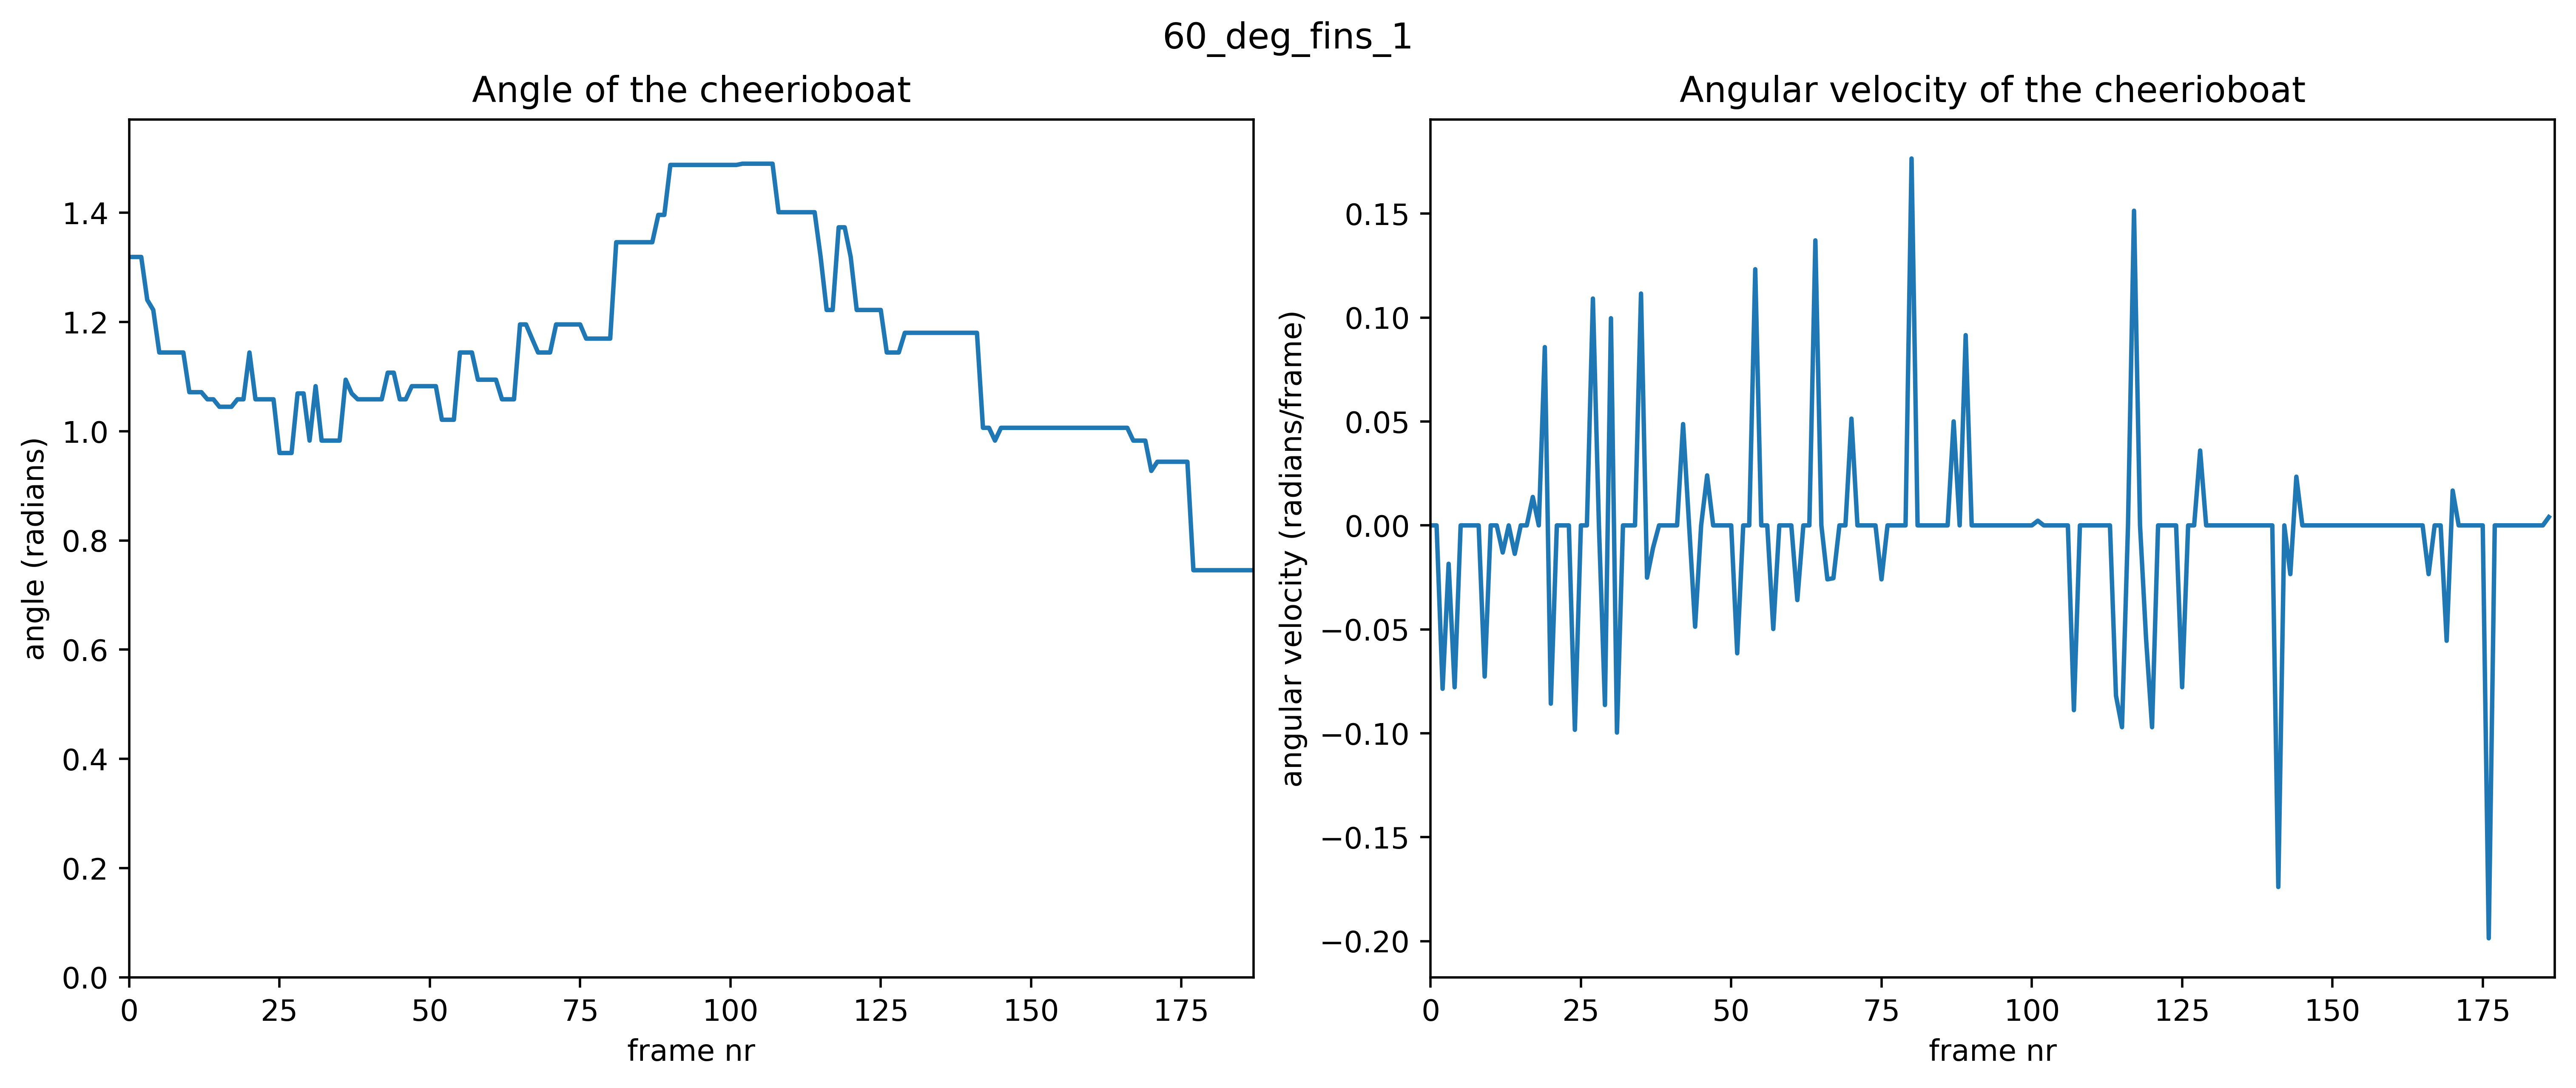 60_deg_fins_1
Angle of the cheerioboat
angle (radians)
1.4
1.2
1.0
0.8
0.6
0.4
0.2
0.0
0 25 50 75 100 125 150 175
frame nr
Angular velocity of the cheerioboat
angular velocity (radians/frame)
0.15
0.10
0.05
0.00
−0.05
−0.10
−0.15
−0.20
0 25 50 75 100 125 150 175
frame nr